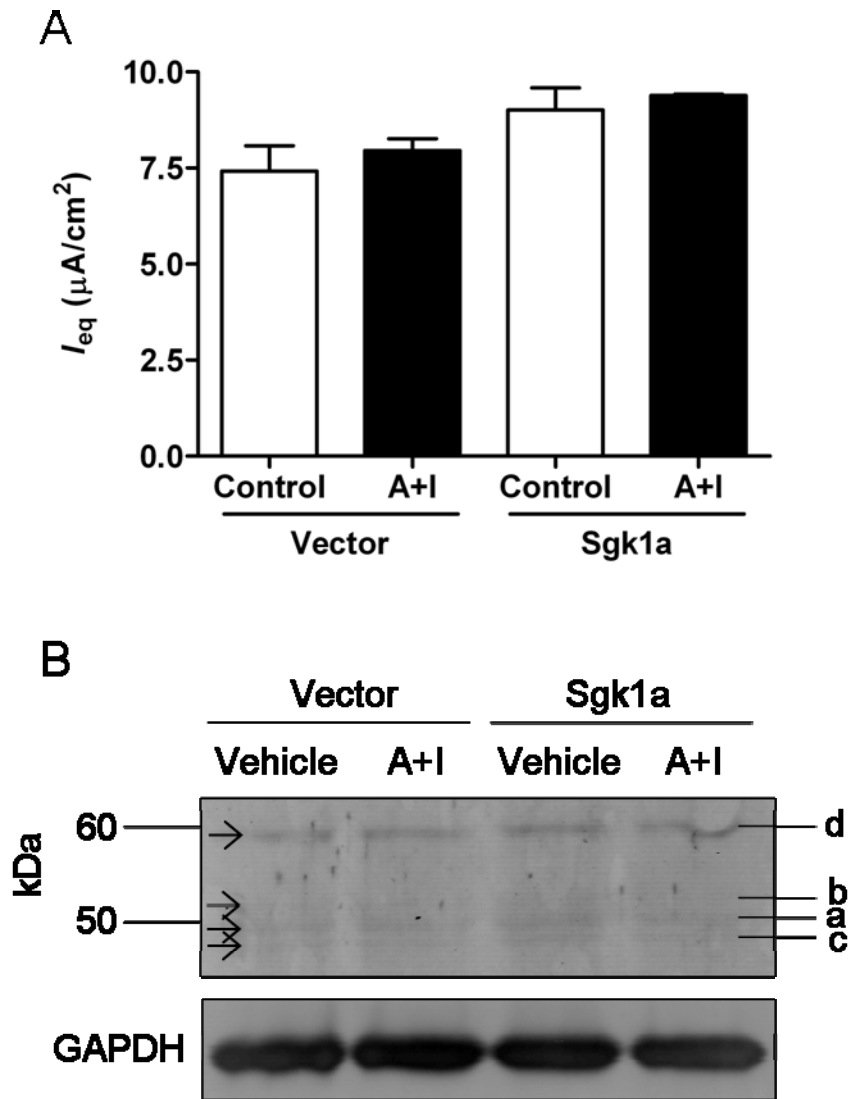 A
10.0
7.5
5.0
2.5
0.0
Ieq (μA/cm²)
Control A+I Control A+I
Vector Sgk1a
B
Vector Sgk1a
Vehicle A+I Vehicle A+I
kDa
60 d
b
50 a
c
GAPDH